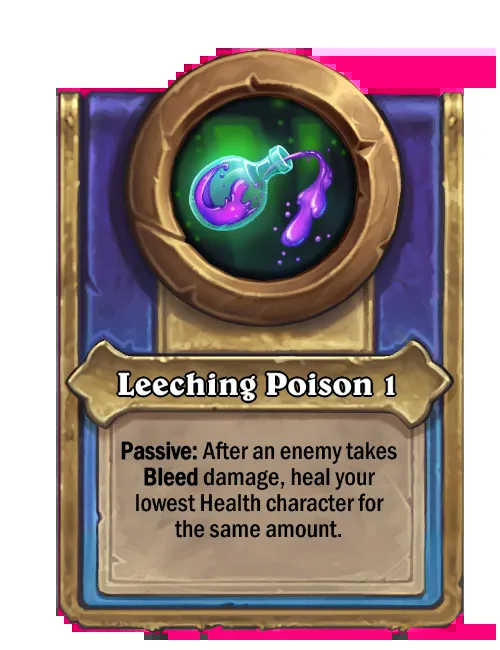 Leeching Poison 1
Passive: After an enemy takes
Bleed damage, heal your
lowest Health character for
the same amount.